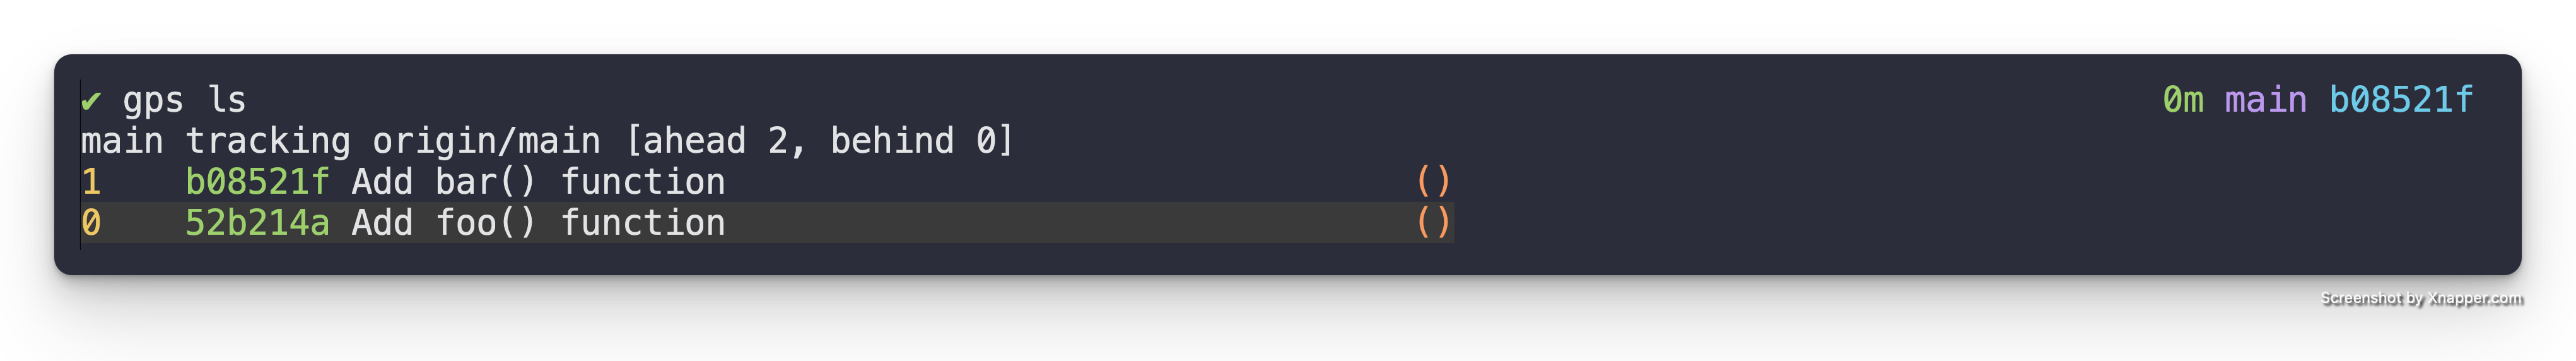 ✔ gps ls 0m main b08521f
main tracking origin/main [ahead 2, behind 0]
1 b08521f Add bar() function ()
0 52b214a Add foo() function ()
Screenshot by Xnapper.com